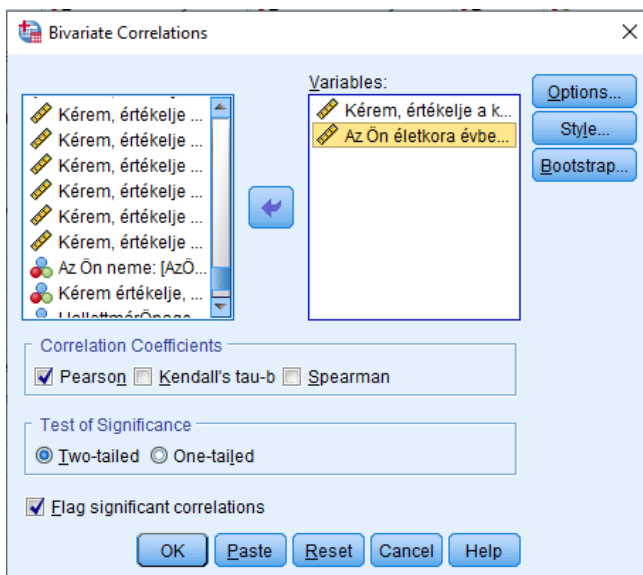 Bivariate Correlations
Variables:
Kérem, értékelje ...
Kérem, értékelje ...
Kérem, értékelje ...
Kérem, értékelje ...
Kérem, értékelje ...
Kérem, értékelje ...
Az Ön neme: [AzÖ...
Kérem értékelje, ...
Kérem, értékelje a k...
Az Ön életkora évbe...
Options...
Style...
Bootstrap...
Correlation Coefficients
Pearson Kendall's tau-b Spearman
Test of Significance
Two-tailed One-tailed
Flag significant correlations
OK Paste Reset Cancel Help